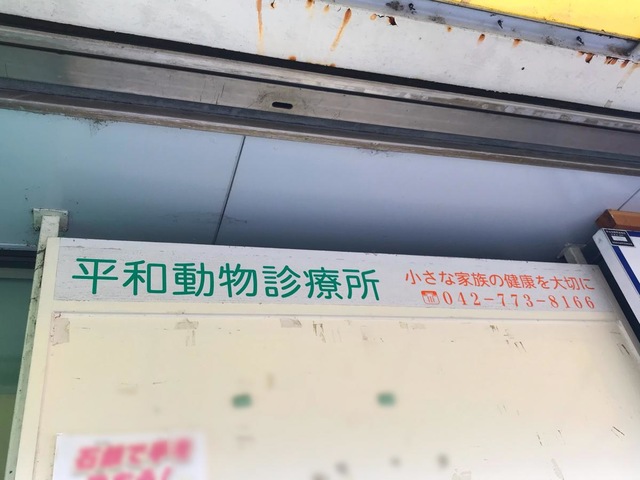 平和動物診療所
小さな家族の健康を大切に
☎042-773-8166